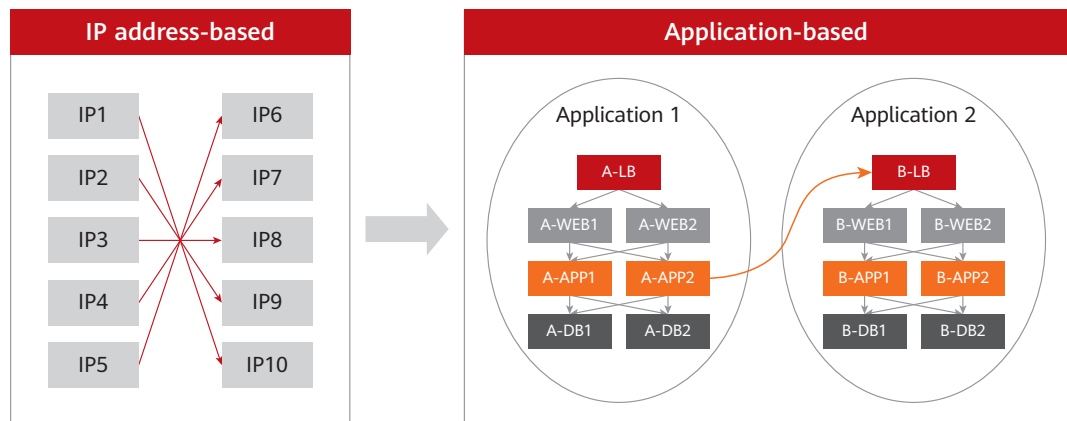 IP address-based
Application-based
IP1
IP6
IP2
IP7
IP3
IP8
IP4
IP9
IP5
IP10
Application 1
Application 2
A-LB
B-LB
A-WEB1
A-WEB2
B-WEB1
B-WEB2
A-APP1
A-APP2
B-APP1
B-APP2
A-DB1
A-DB2
B-DB1
B-DB2